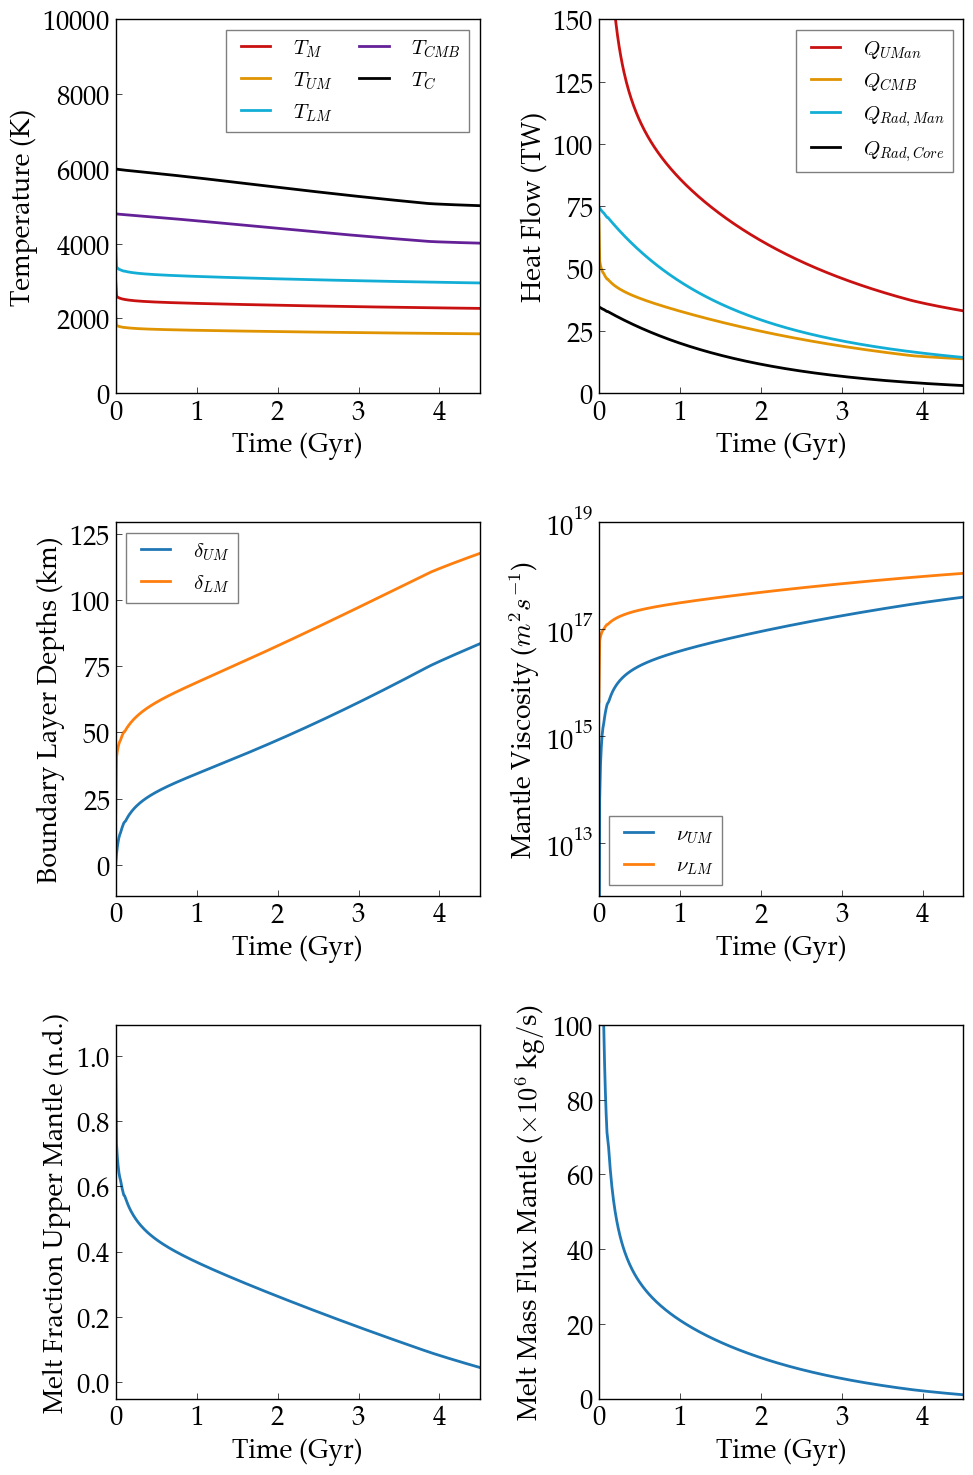 Temperature (K)
10000
8000
6000
4000
2000
0
T_M
T_UM
T_LM
T_CMB
T_C
0 1 2 3 4
Time (Gyr)
Heat Flow (TW)
150
125
100
75
50
25
0
Q_UMan
Q_CMB
Q_Rad,Man
Q_Rad,Core
0 1 2 3 4
Time (Gyr)
Boundary Layer Depths (km)
125
100
75
50
25
0
δ_UM
δ_LM
0 1 2 3 4
Time (Gyr)
Mantle Viscosity (m^2 s^-1)
10^19
10^17
10^15
10^13
ν_UM
ν_LM
0 1 2 3 4
Time (Gyr)
Melt Fraction Upper Mantle (n.d.)
1.0
0.8
0.6
0.4
0.2
0.0
0 1 2 3 4
Time (Gyr)
Melt Mass Flux Mantle (×10^6 kg/s)
100
80
60
40
20
0
0 1 2 3 4
Time (Gyr)